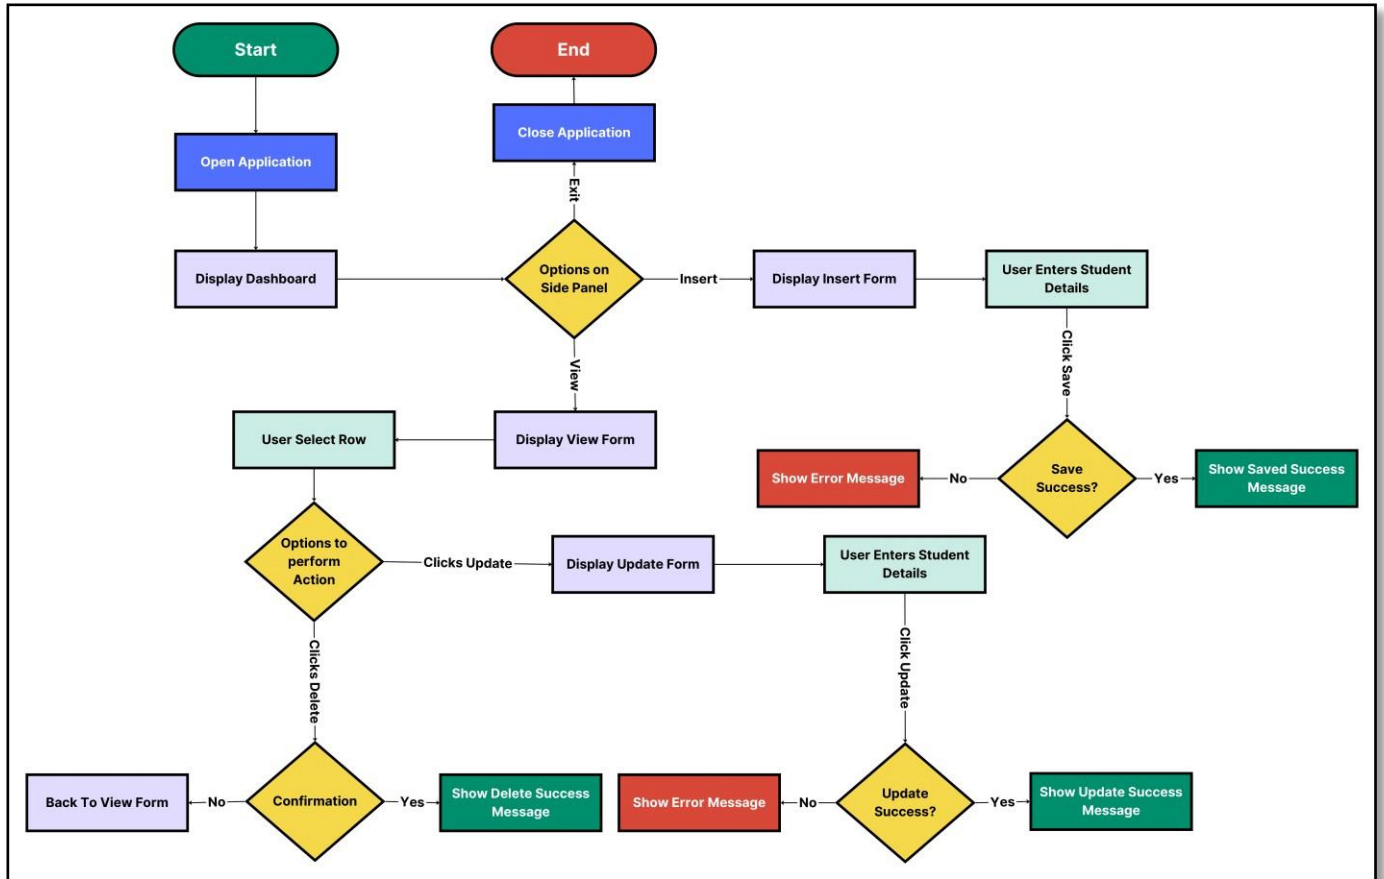 Start
End
Open Application
Close Application
Exit
Display Dashboard
Options on
Side Panel
Insert
Display Insert Form
User Enters Student
Details
View
Click Save
User Select Row
Display View Form
Show Error Message
No
Save
Success?
Yes
Show Saved Success
Message
Options to
perform
Action
Clicks Update
Display Update Form
User Enters Student
Details
Clicks Delete
Click Update
Back To View Form
No
Confirmation
Yes
Show Delete Success
Message
Show Error Message
No
Update
Success?
Yes
Show Update Success
Message